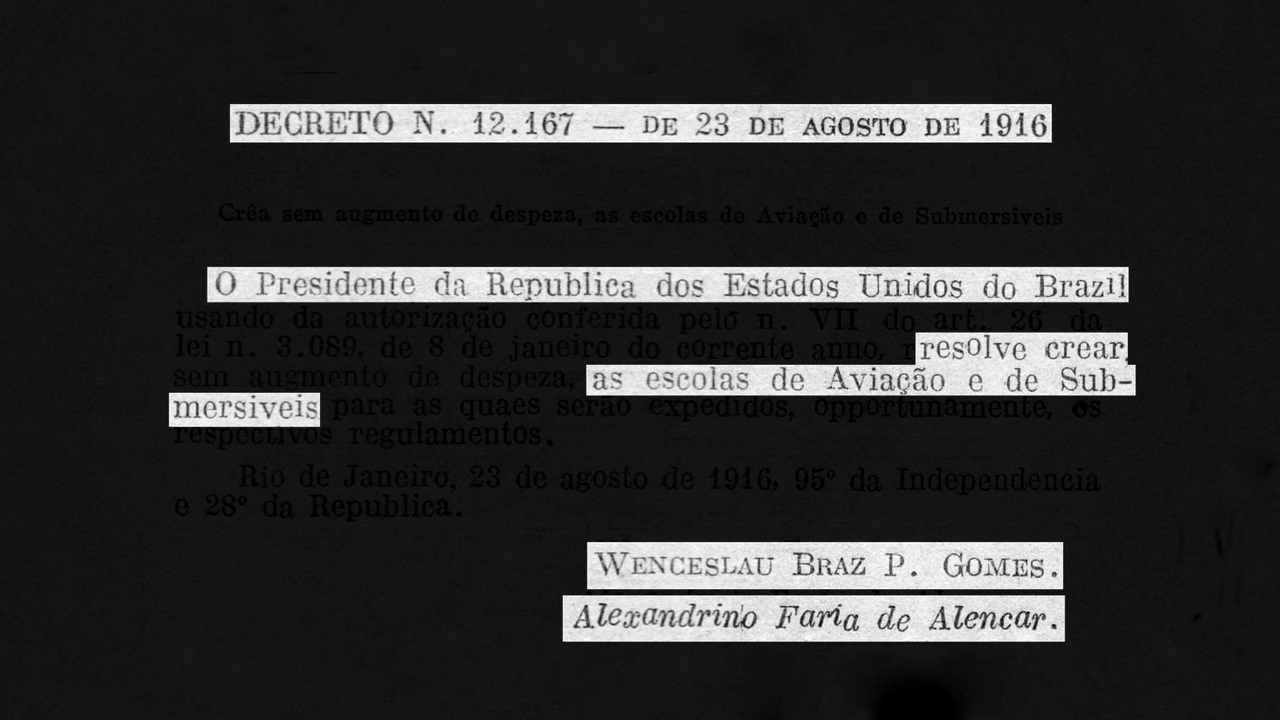 DECRETO N. 12.167 — DE 23 DE AGOSTO DE 1916
Crêa sem augmento de despeza, as escolas de Aviação e de Submersiveis
O Presidente da Republica dos Estados Unidos do Brazil
usando da autorização conferida pelo n. VII do art. 26 da
lei n. 3.089, de 8 de janeiro do corrente anno, resolve crear,
sem augmento de despeza, as escolas de Aviação e de Sub-
mersiveis para as quaes serão expedidos, opportunamente, os
respectivos regulamentos.
Rio de Janeiro, 23 de agosto de 1916, 95º da Independencia
e 28º da Republica.
WENCESLAU BRAZ P. GOMES.
Alexandrino Faria de Alencar.